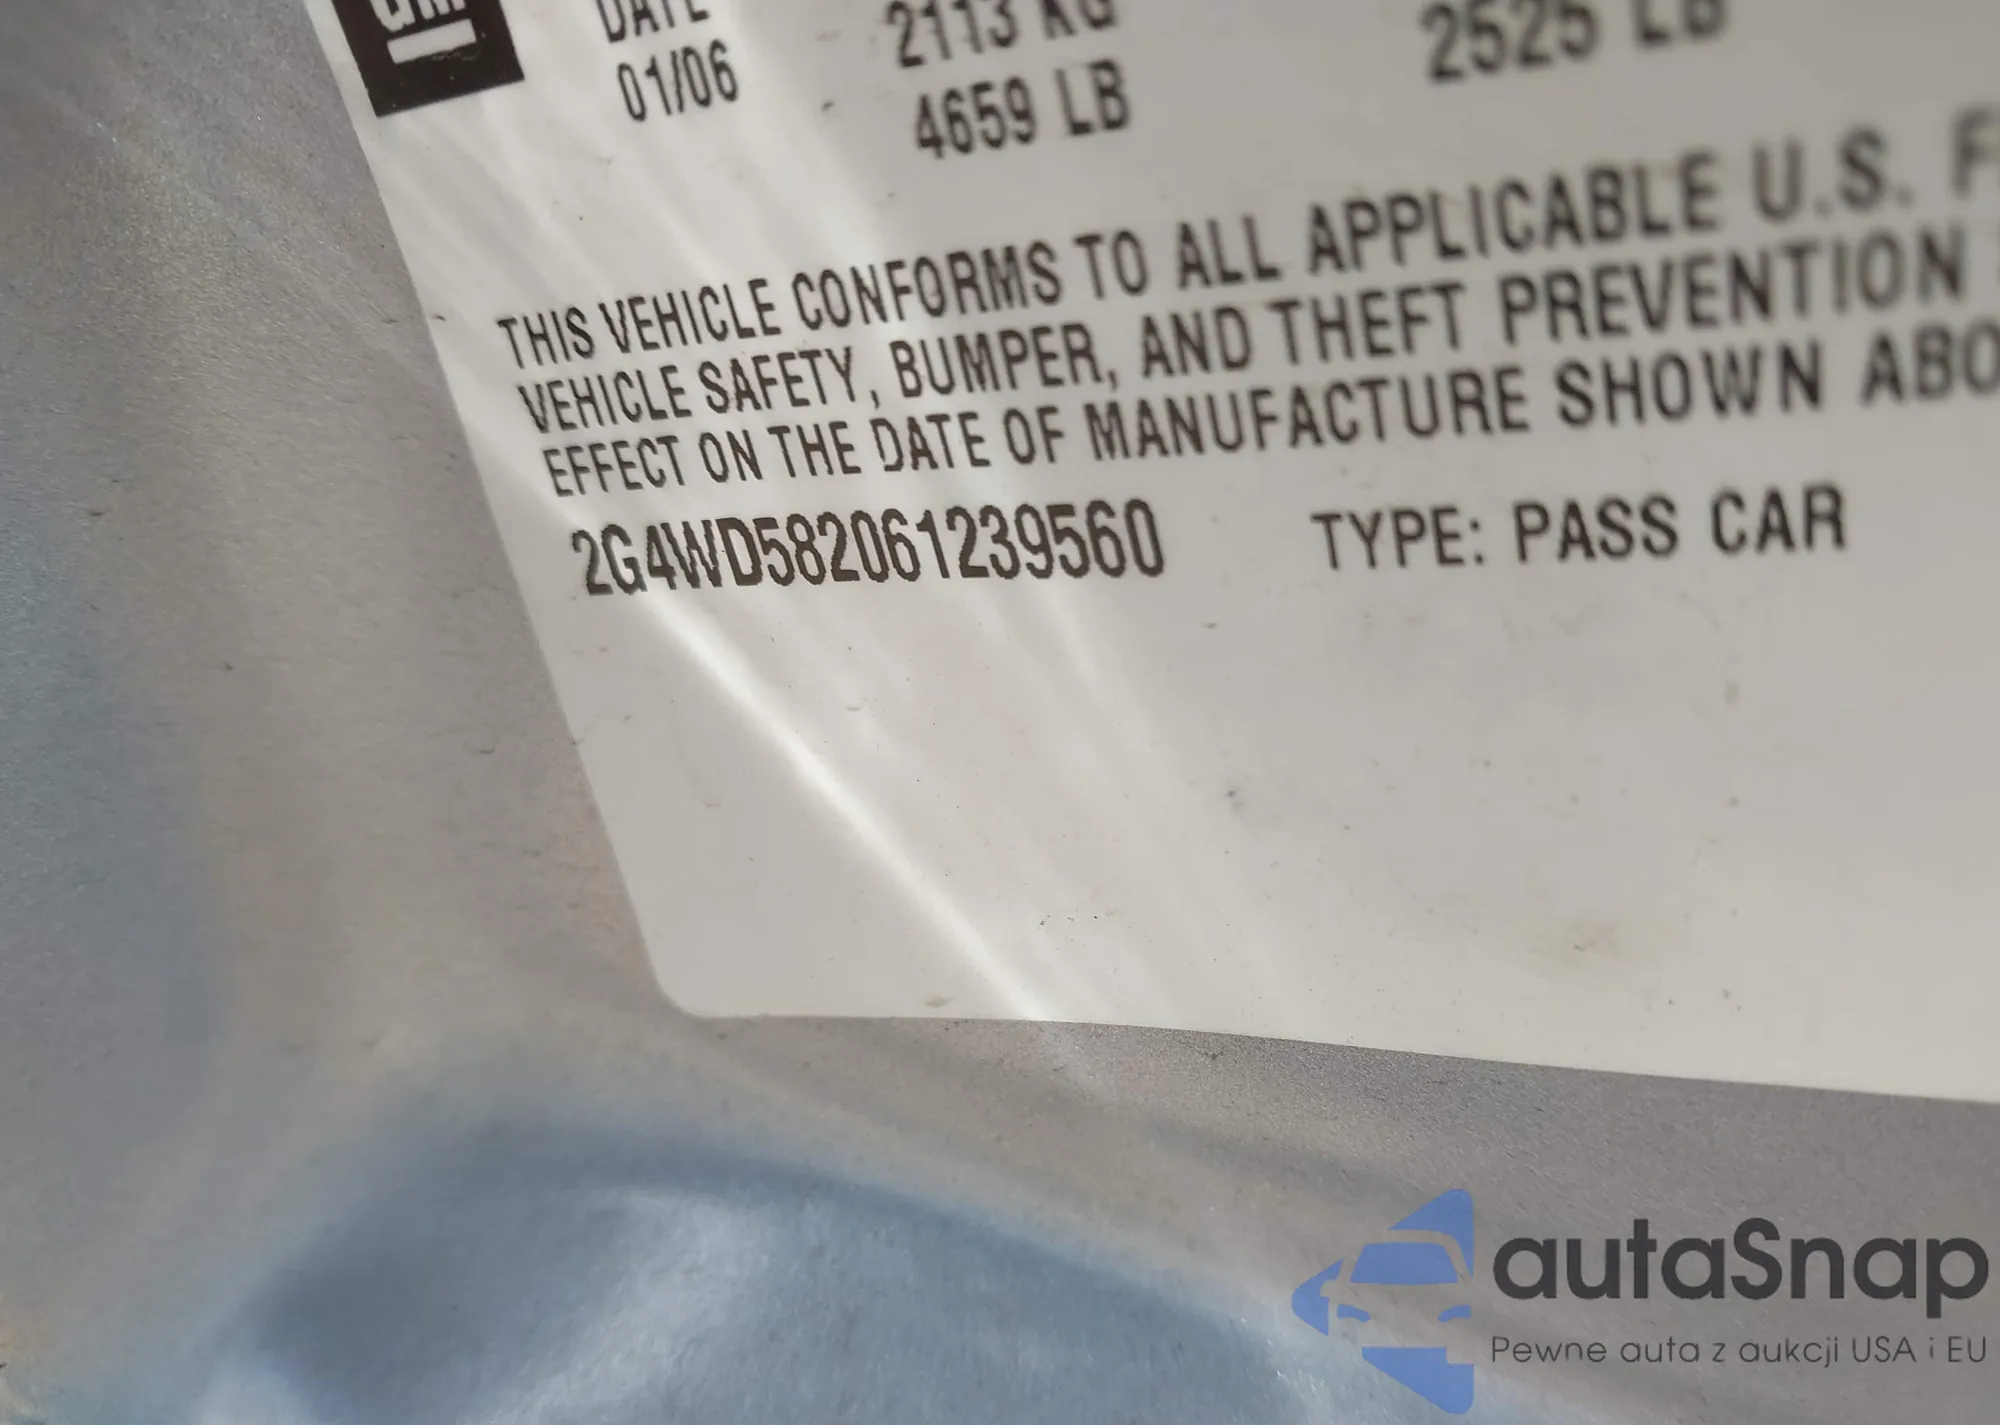 GM
DATE
01/06
2113 KG
4659 LB
2525 LB
THIS VEHICLE CONFORMS TO ALL APPLICABLE U.S. F
VEHICLE SAFETY, BUMPER, AND THEFT PREVENTION
EFFECT ON THE DATE OF MANUFACTURE SHOWN ABO
2G4WD582061239560 TYPE: PASS CAR
autaSnap
Pewne auta z aukcji USA i EU